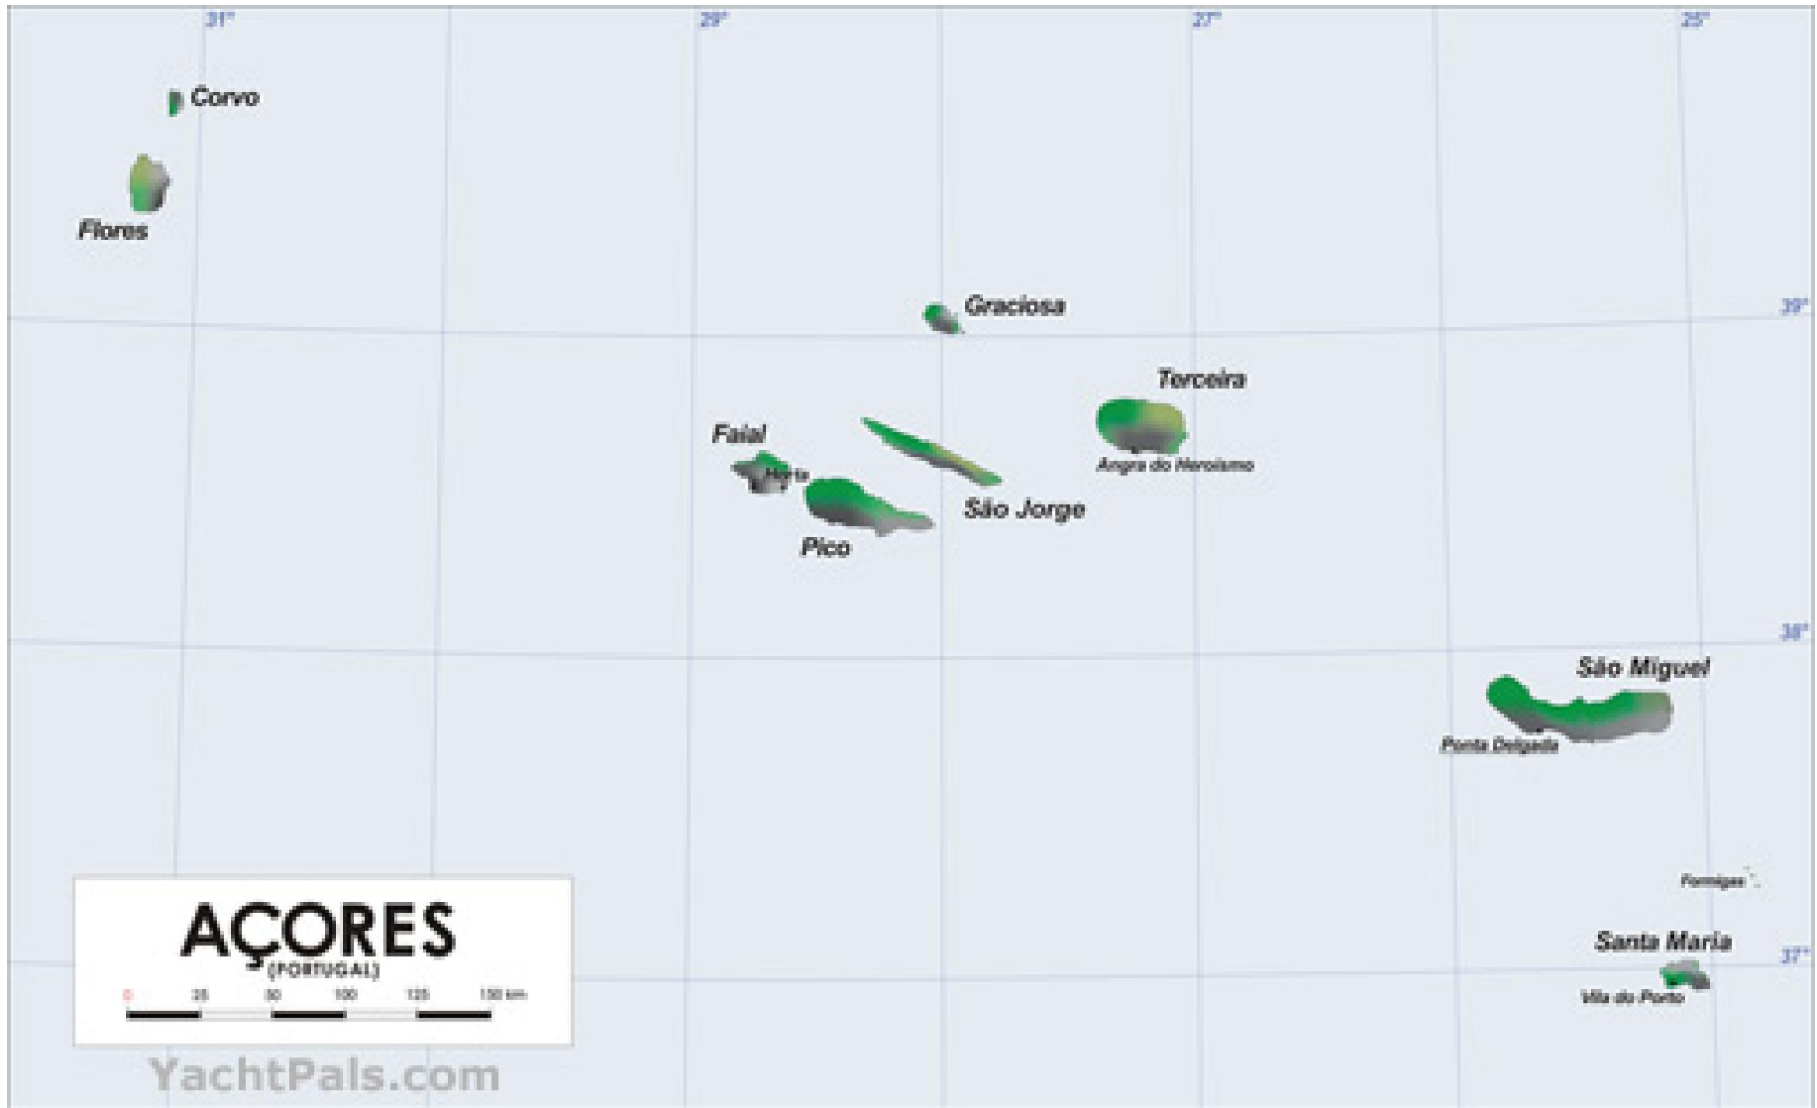 31° 29° 27° 25°
Corvo
Flores
Graciosa
39°
Terceira
Faial
Horta
Angra do Heroísmo
São Jorge
Pico
38°
São Miguel
Ponta Delgada
Formigas
Santa Maria
37°
Vila do Porto
AÇORES
(PORTUGAL)
0 25 50 100 125 150 km
YachtPals.com